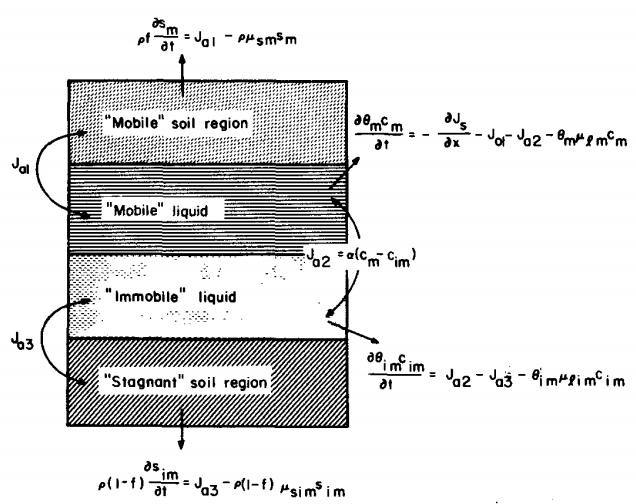 ρf ∂s_m/∂t = J_a1 − ρμ_sm s_m
"Mobile" soil region
∂θ_m c_m/∂t = − ∂J_s/∂x − J_a1 − J_a2 − θ_m μ_ℓm c_m
J_a1
"Mobile" liquid
J_a2 = α(c_m − c_im)
"Immobile" liquid
J_a3
∂θ_im c_im/∂t = J_a2 − J_a3 − θ_im μ_ℓim c_im
"Stagnant" soil region
ρ(1-f) ∂s_im/∂t = J_a3 − ρ(1-f) μ_sim s_im